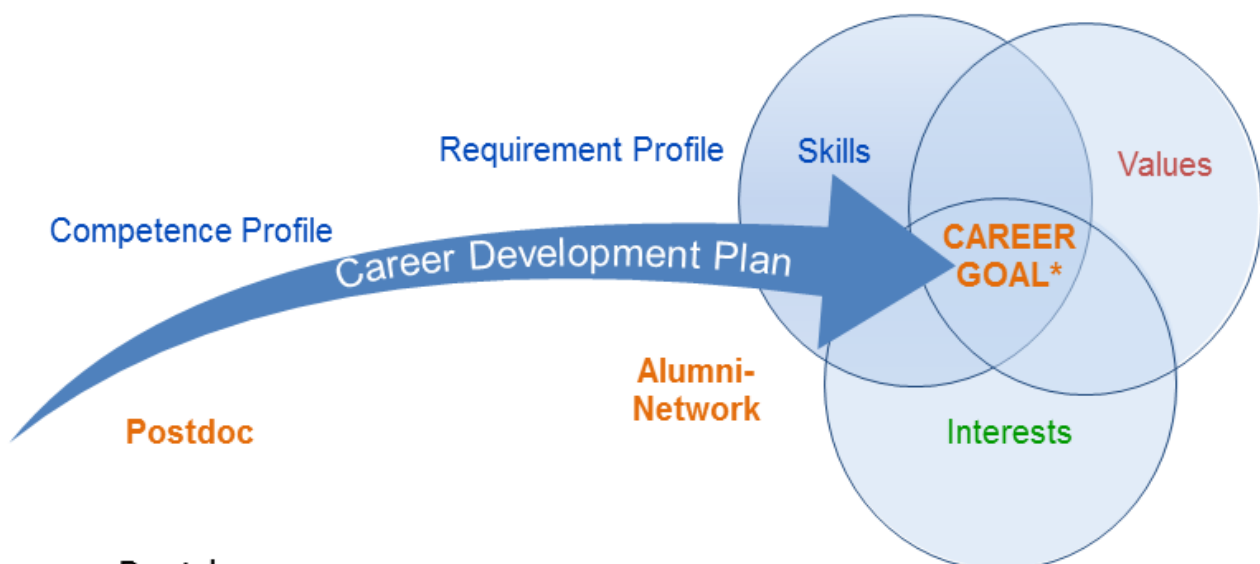 Requirement Profile
Skills
Values
Competence Profile
Career Development Plan
CAREER
GOAL*
Alumni-
Network
Postdoc
Interests